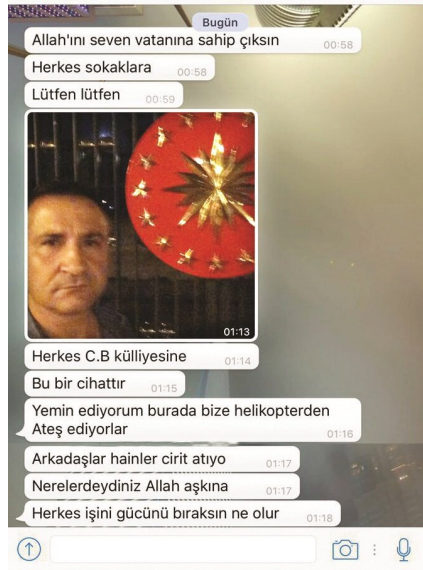 Bugün
Allah'ını seven vatanına sahip çıksın 00:58
Herkes sokaklara 00:58
Lütfen lütfen 00:59
01:13
Herkes C.B külliyesine 01:14
Bu bir cihattır 01:15
Yemin ediyorum burada bize helikopterden
Ateş ediyorlar 01:16
Arkadaşlar hainler cirit atıyo 01:17
Nerelerdeydiniz Allah aşkına 01:17
Herkes işini gücünü bıraksın ne olur 01:18